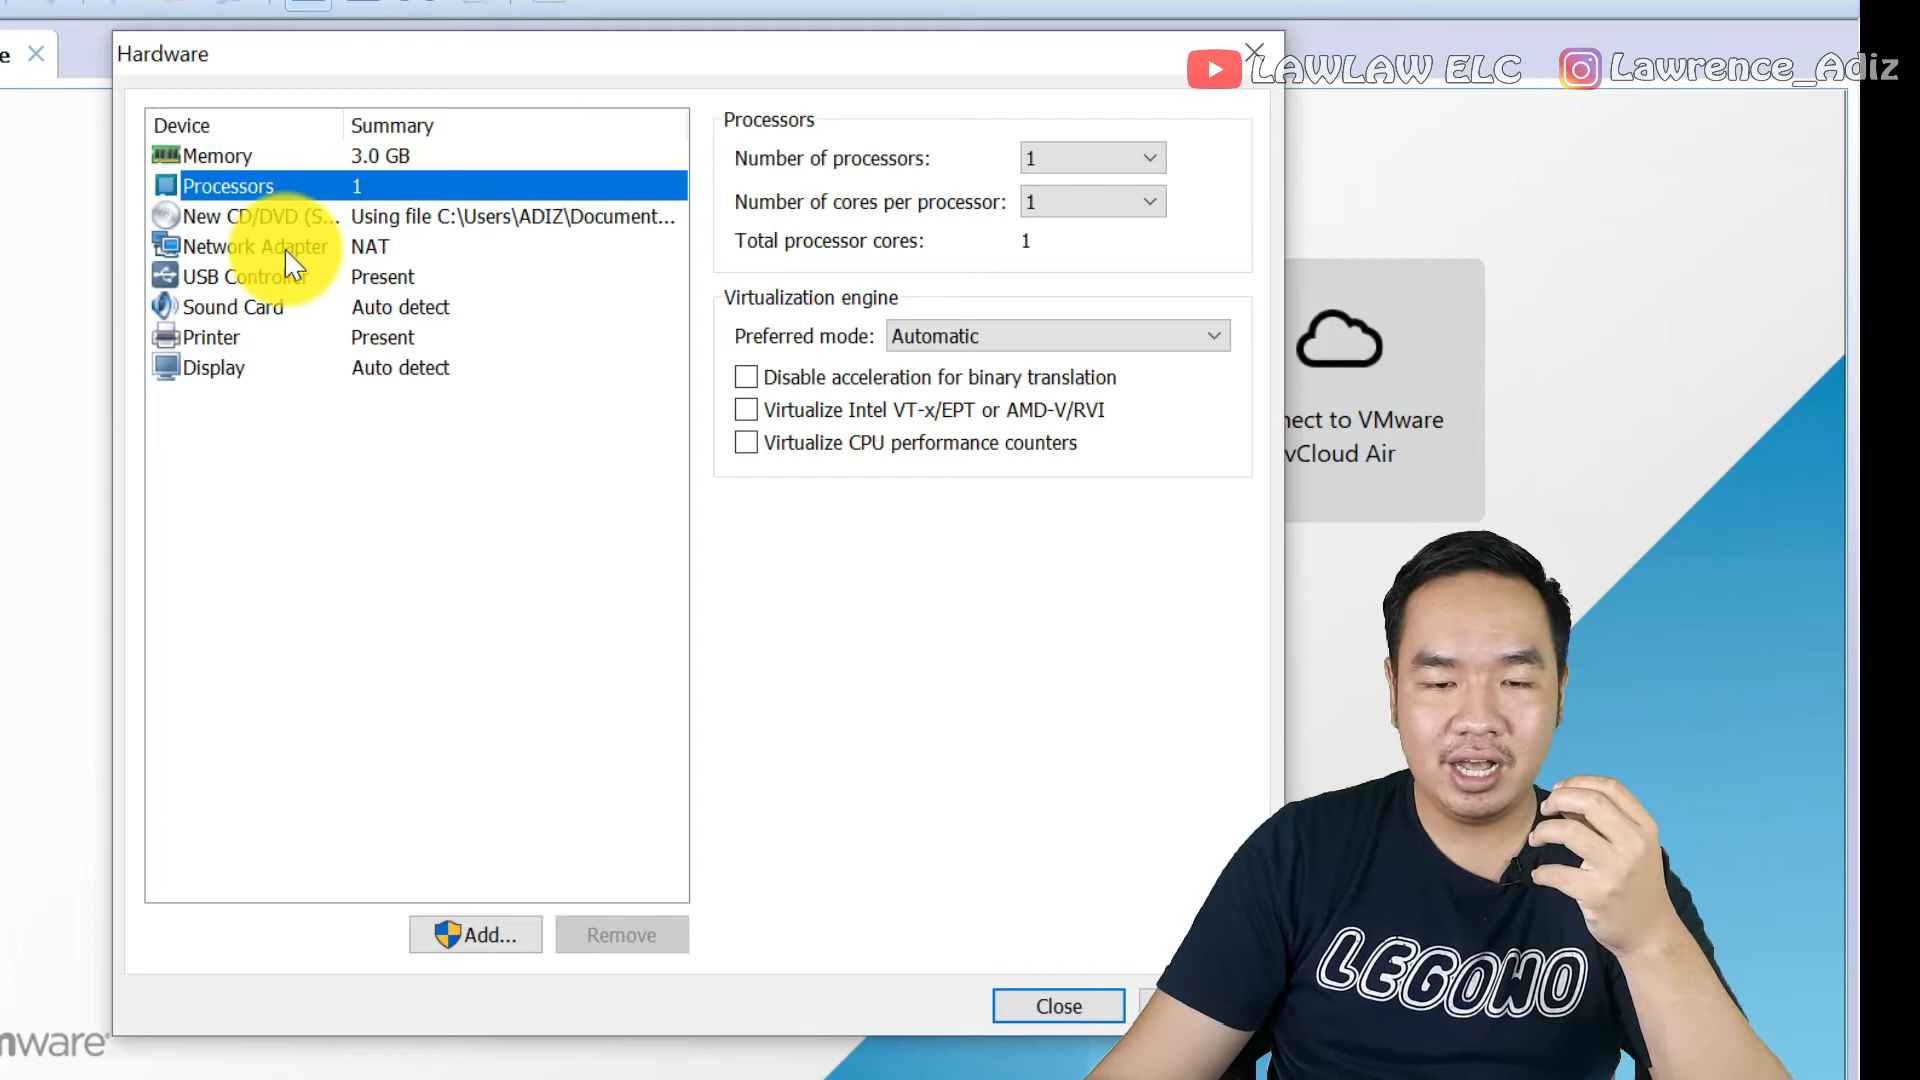 e
Hardware
LAWLAW ELC
Lawrence_Adiz
Device Summary
Memory 3.0 GB
Processors 1
New CD/DVD (S... Using file C:\Users\ADIZ\Document...
Network Adapter NAT
USB Controller Present
Sound Card Auto detect
Printer Present
Display Auto detect
Add...
Remove
Processors
Number of processors: 1
Number of cores per processor: 1
Total processor cores: 1
Virtualization engine
Preferred mode: Automatic
Disable acceleration for binary translation
Virtualize Intel VT-x/EPT or AMD-V/RVI
Virtualize CPU performance counters
Close
nect to VMware
vCloud Air
mware
LEGOWO